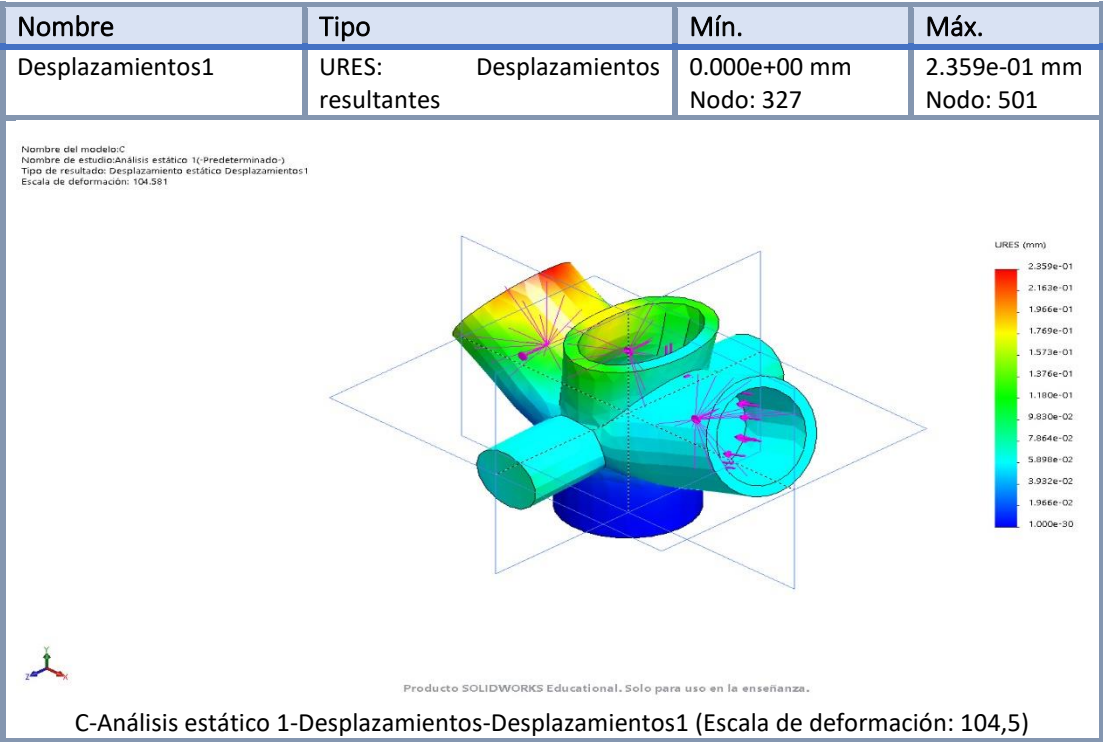 Nombre Tipo Mín. Máx.
Desplazamientos1 URES: Desplazamientos 0.000e+00 mm 2.359e-01 mm
resultantes Nodo: 327 Nodo: 501
Nombre del modelo:C
Nombre de estudio:Análisis estático 1(-Predeterminado-)
Tipo de resultado: Desplazamiento estático Desplazamientos1
Escala de deformación: 104.581
URES (mm)
2.359e-01
2.163e-01
1.966e-01
1.769e-01
1.573e-01
1.376e-01
1.180e-01
9.830e-02
7.864e-02
5.898e-02
3.932e-02
1.966e-02
1.000e-30
Y
Z X
Producto SOLIDWORKS Educational. Solo para uso en la enseñanza.
C-Análisis estático 1-Desplazamientos-Desplazamientos1 (Escala de deformación: 104,5)